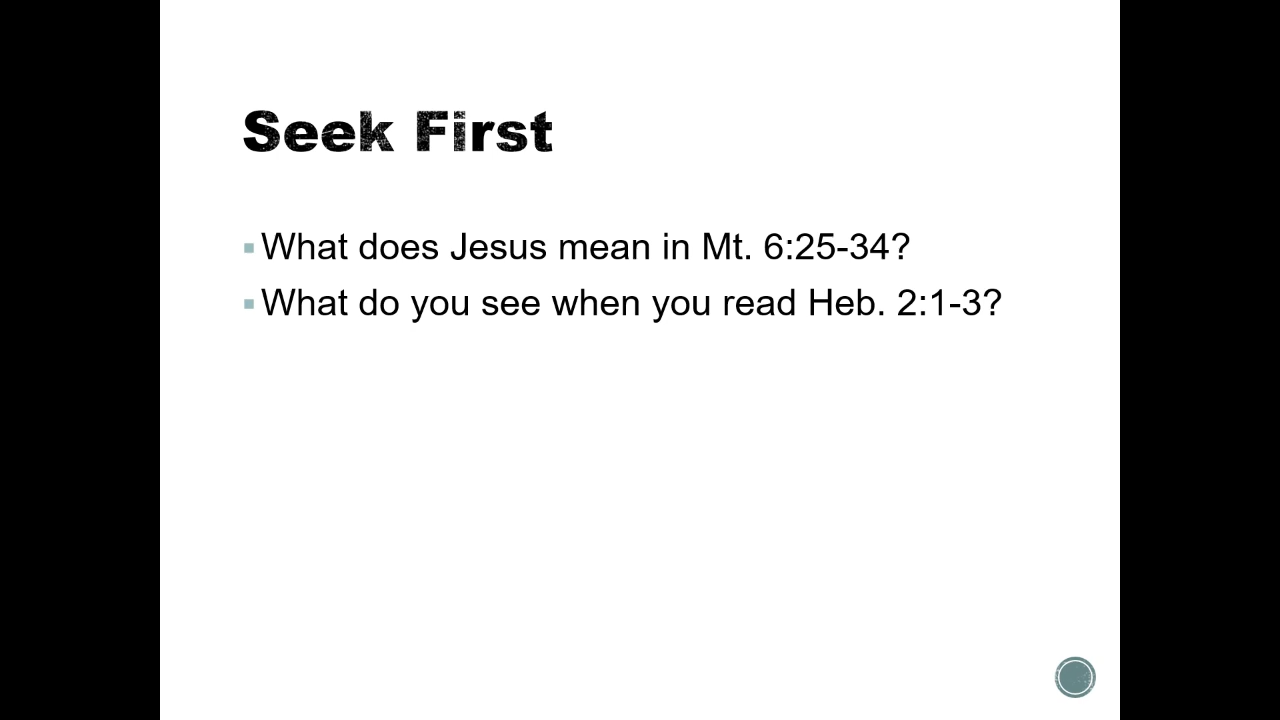 Seek First
What does Jesus mean in Mt. 6:25-34?
What do you see when you read Heb. 2:1-3?